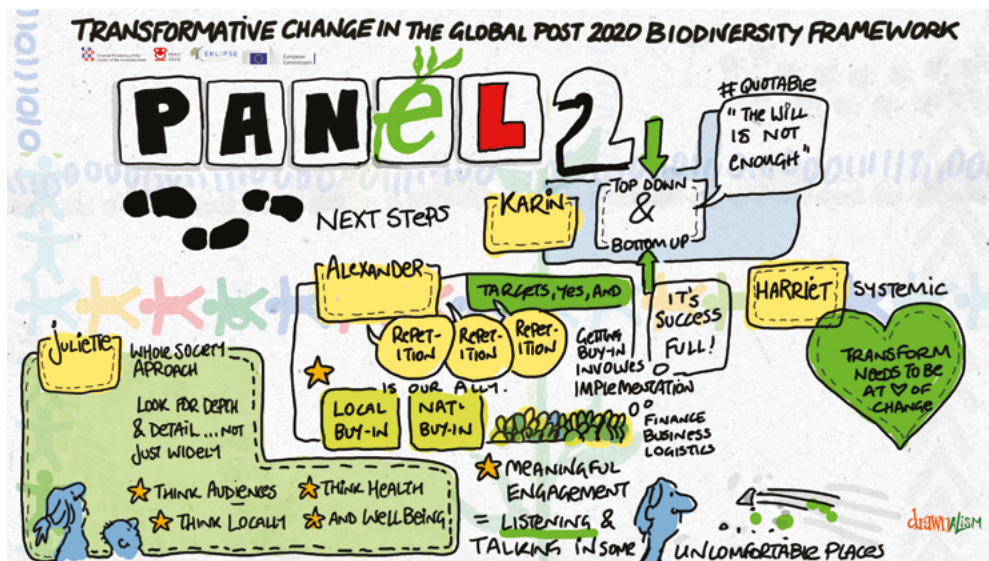 TRANSFORMATIVE CHANGE IN THE GLOBAL POST 2020 BIODIVERSITY FRAMEWORK
EKLIPSE
European
Commission
PANEL 2
#QUOTABLE
"THE WILL
IS NOT
ENOUGH"
NEXT STEPS
KARIN
TOP DOWN
&
BOTTOM UP
ALEXANDER
TARGETS, YES, AND
REPET-
ITION
REPET-
ITION
REPET-
ITION
IS OUR ALLY.
LOCAL
BUY-IN
NAT'L
BUY-IN
GETTING
BUY-IN
INVOLVES
IMPLEMENTATION
FINANCE
BUSINESS
LOGISTICS
IT'S
SUCCESS
FULL!
HARRIET
SYSTEMIC
TRANSFORM
NEEDS TO BE
AT ♡ OF
CHANGE
JULIETTE
WHOLE SOCIETY
APROACH
LOOK FOR DEPTH
& DETAIL ... NOT
JUST WIDELY
THINK AUDIENCES
THINK HEALTH
THINK LOCALLY
AND WELLBEING
MEANINGFUL
ENGAGEMENT
= LISTENING &
TALKING IN SOME
UNCOMFORTABLE PLACES
drawnalism